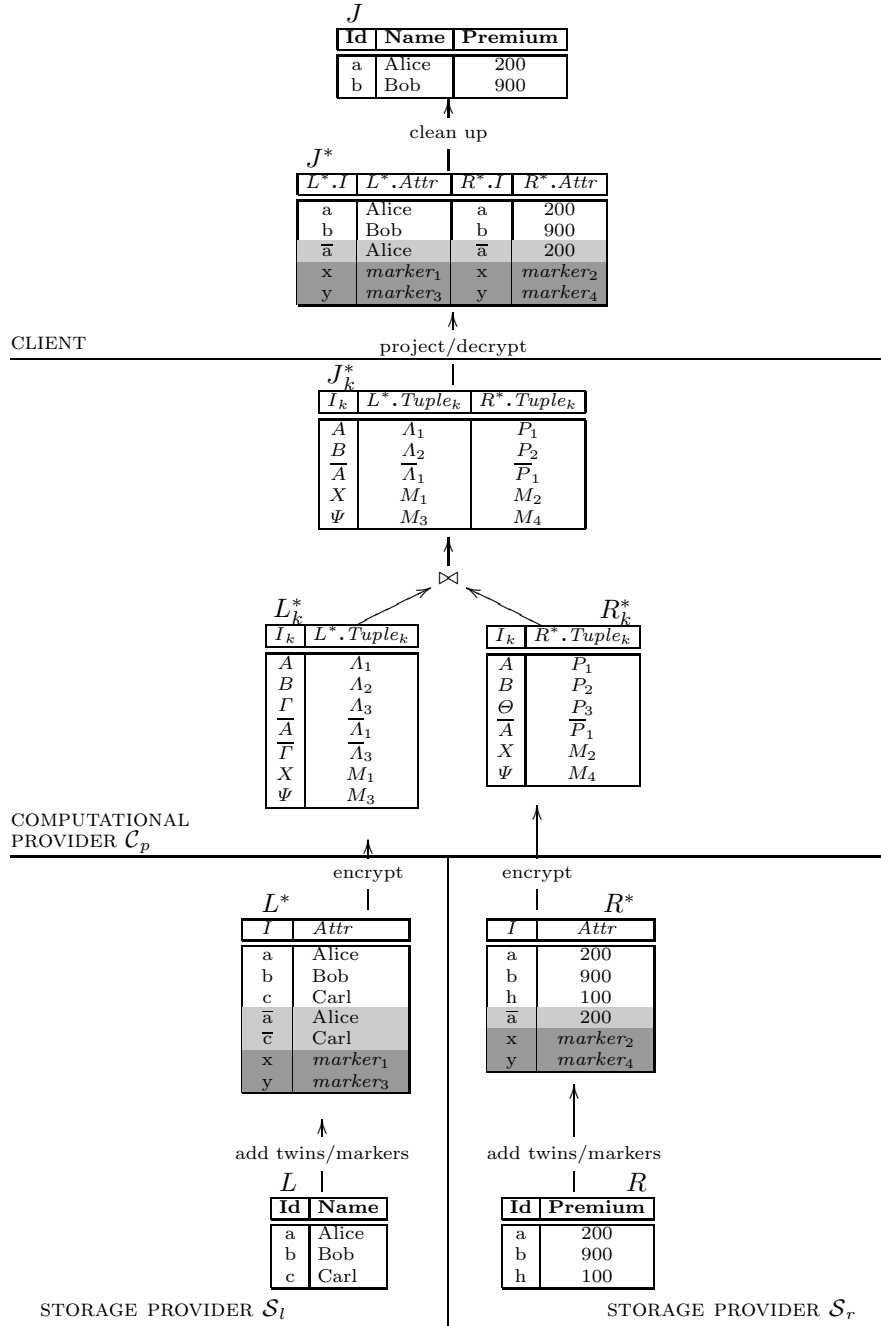 J
Id Name Premium
a Alice 200
b Bob 900
clean up
J*
L*.I L*.Attr R*.I R*.Attr
a Alice a 200
b Bob b 900
a̅ Alice a̅ 200
x marker₁ x marker₂
y marker₃ y marker₄
CLIENT
project/decrypt
J*ₖ
Iₖ L*.Tupleₖ R*.Tupleₖ
A Λ₁ P₁
B Λ₂ P₂
A̅ Λ̅₁ P̅₁
X M₁ M₂
Ψ M₃ M₄
⋈
L*ₖ
Iₖ L*.Tupleₖ
A Λ₁
B Λ₂
Γ Λ₃
A̅ Λ̅₁
Γ̅ Λ̅₃
X M₁
Ψ M₃
R*ₖ
Iₖ R*.Tupleₖ
A P₁
B P₂
Θ P₃
A̅ P̅₁
X M₂
Ψ M₄
COMPUTATIONAL
PROVIDER 𝒞ₚ
encrypt
encrypt
L*
I Attr
a Alice
b Bob
c Carl
a̅ Alice
c̅ Carl
x marker₁
y marker₃
R*
I Attr
a 200
b 900
h 100
a̅ 200
x marker₂
y marker₄
add twins/markers
add twins/markers
L
Id Name
a Alice
b Bob
c Carl
R
Id Premium
a 200
b 900
h 100
STORAGE PROVIDER 𝒮ₗ
STORAGE PROVIDER 𝒮ᵣ